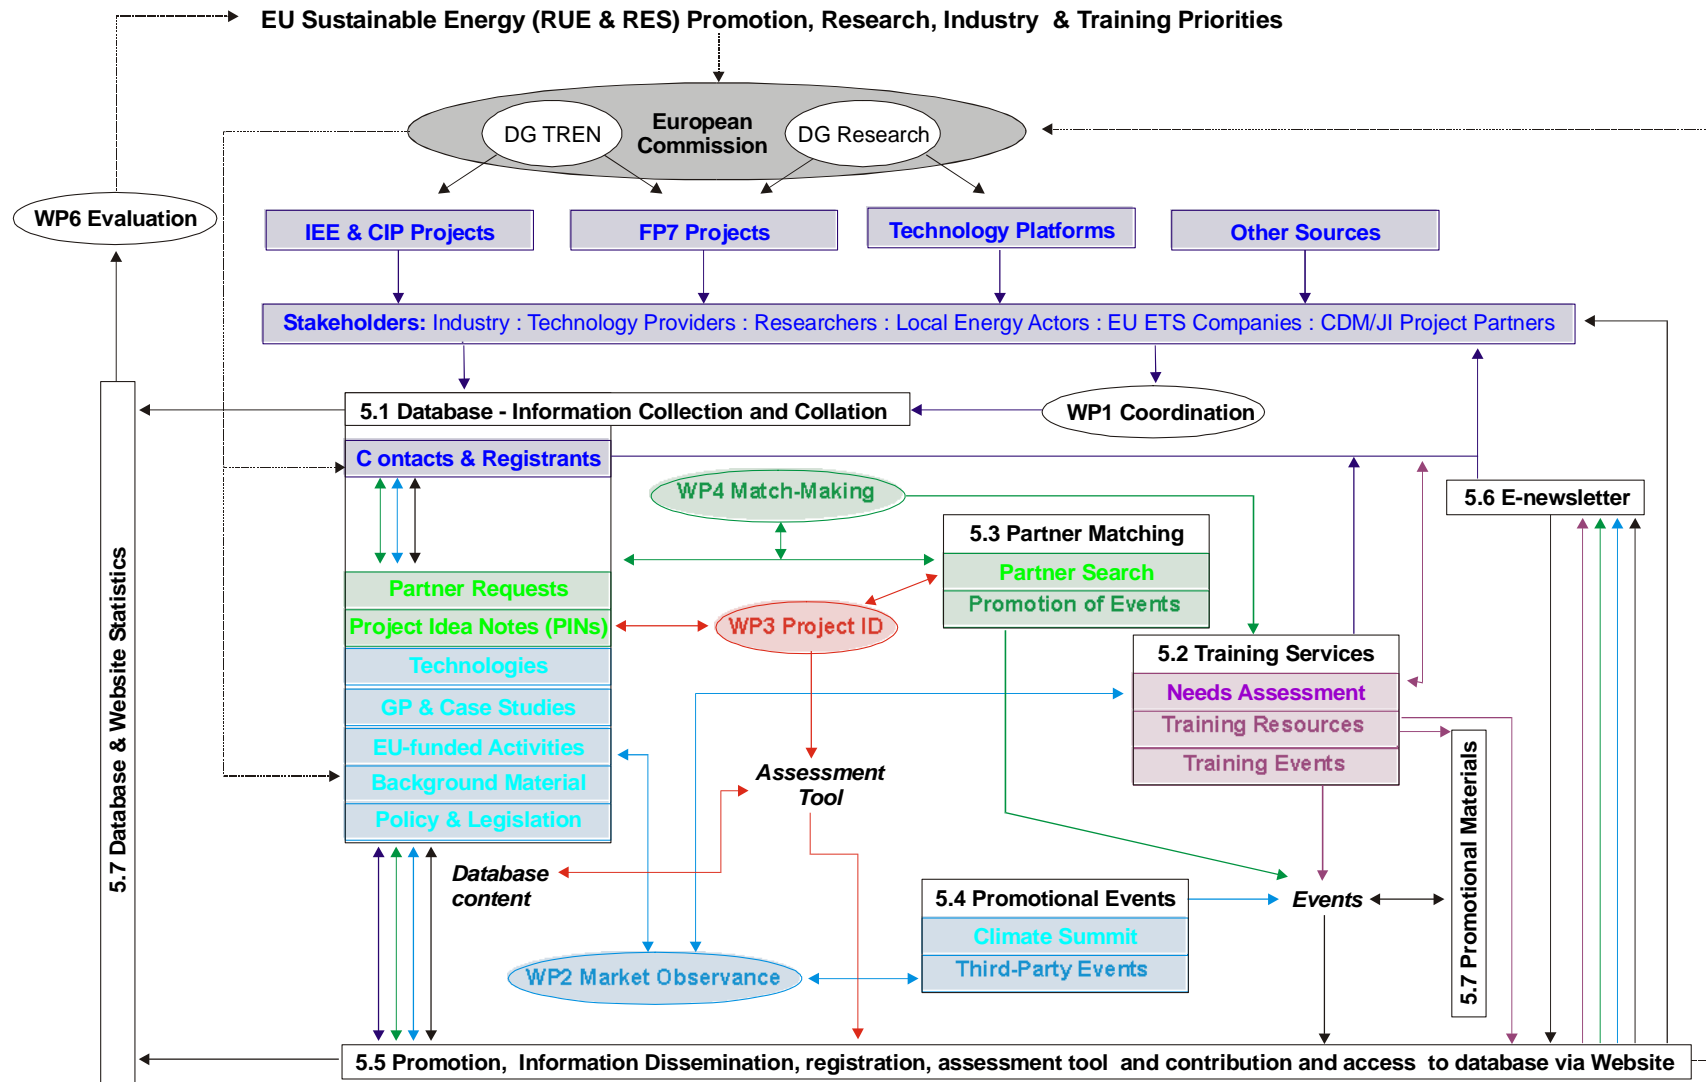 EU Sustainable Energy (RUE & RES) Promotion, Research, Industry & Training Priorities
DG TREN
European
Commission
DG Research
WP6 Evaluation
IEE & CIP Projects
FP7 Projects
Technology Platforms
Other Sources
Stakeholders: Industry : Technology Providers : Researchers : Local Energy Actors : EU ETS Companies : CDM/JI Project Partners
5.1 Database - Information Collection and Collation
WP1 Coordination
C ontacts & Registrants
WP4 Match-Making
5.6 E-newsletter
5.3 Partner Matching
Partner Search
Promotion of Events
Partner Requests
Project Idea Notes (PINs)
WP3 Project ID
Technologies
GP & Case Studies
EU-funded Activities
Background Material
Policy & Legislation
5.2 Training Services
Needs Assessment
Training Resources
Training Events
Assessment
Tool
Database
content
5.7 Database & Website Statistics
5.4 Promotional Events
Climate Summit
Third-Party Events
Events
5.7 Promotional Materials
WP2 Market Observance
5.5 Promotion, Information Dissemination, registration, assessment tool and contribution and access to database via Website